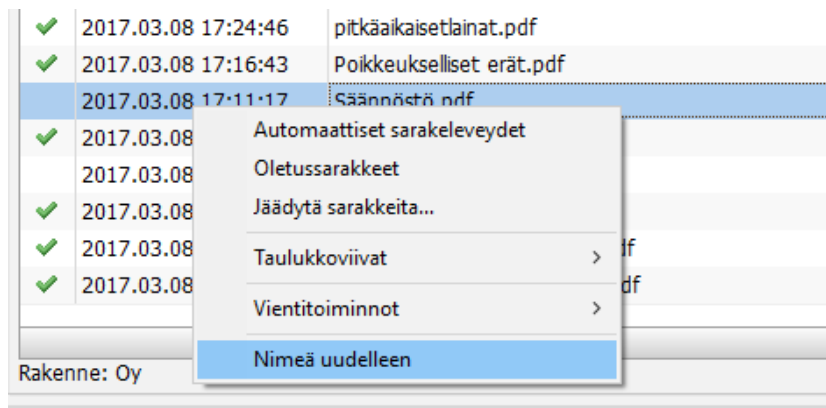 2017.03.08 17:24:46 pitkäaikaisetlainat.pdf
2017.03.08 17:16:43 Poikkeukselliset erät.pdf
2017.03.08 17:11:17 Säännöstö.pdf
2017.03.08
Automaattiset sarakeleveydet
2017.03.08
Oletussarakkeet
2017.03.08
Jäädytä sarakkeita...
2017.03.08
Taulukkoviivat
df
2017.03.08
df
Vientitoiminnot
Nimeä uudelleen
Rakenne: Oy